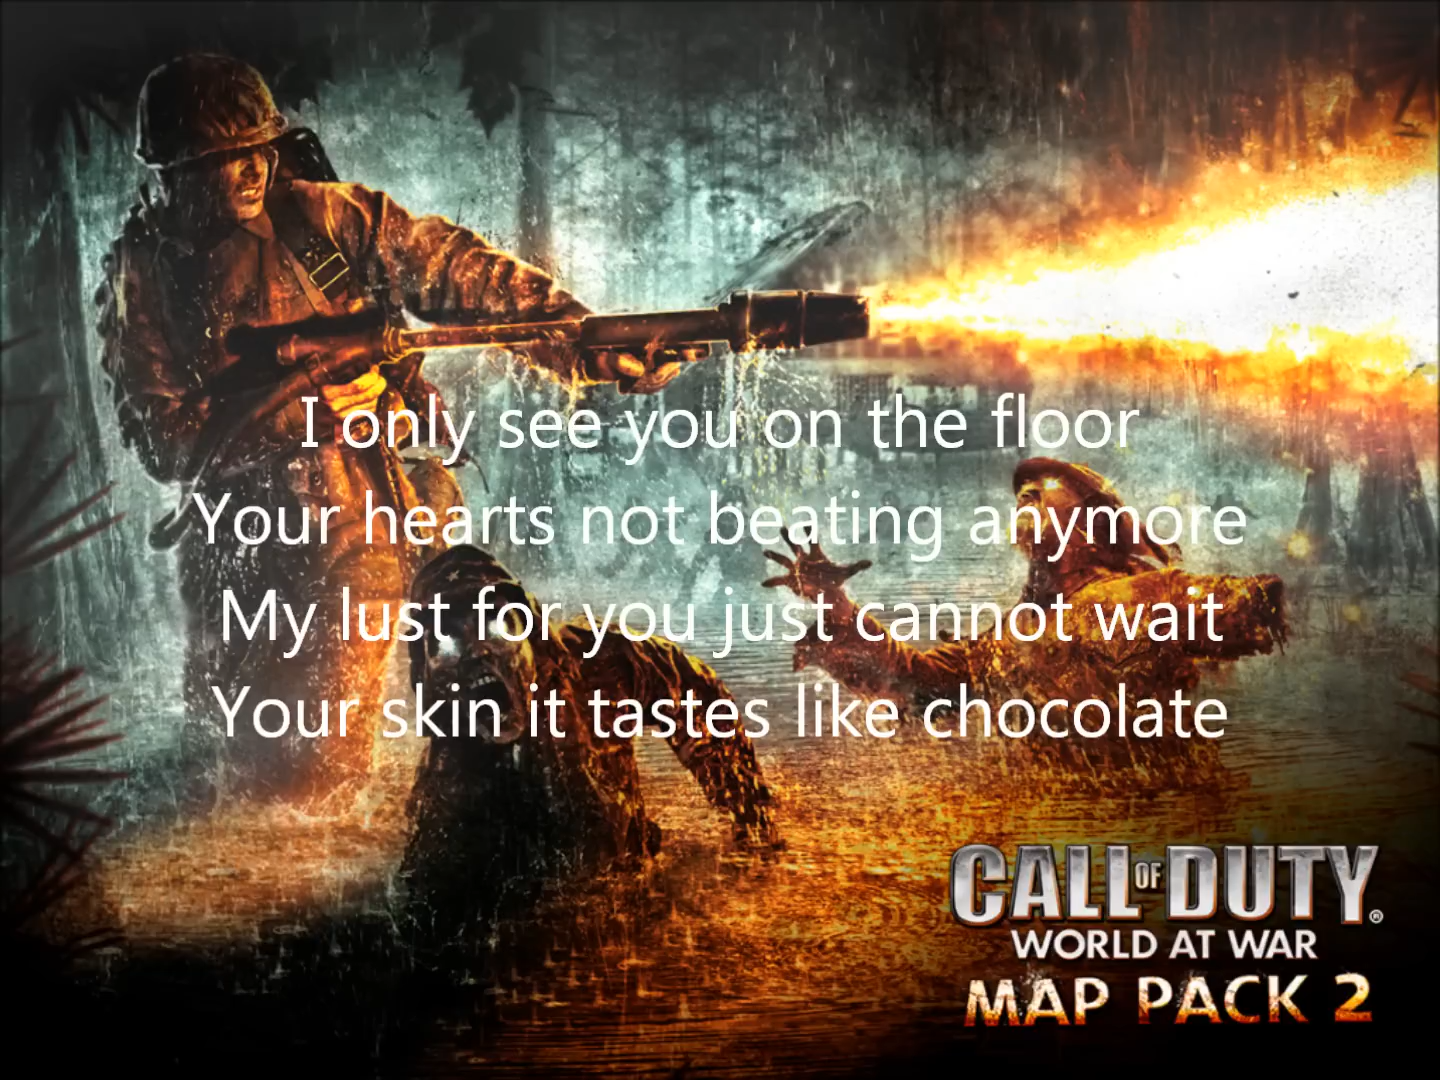 I only see you on the floor
Your hearts not beating anymore
My lust for you just cannot wait
Your skin it tastes like chocolate
CALL OF DUTY®
WORLD AT WAR
MAP PACK 2